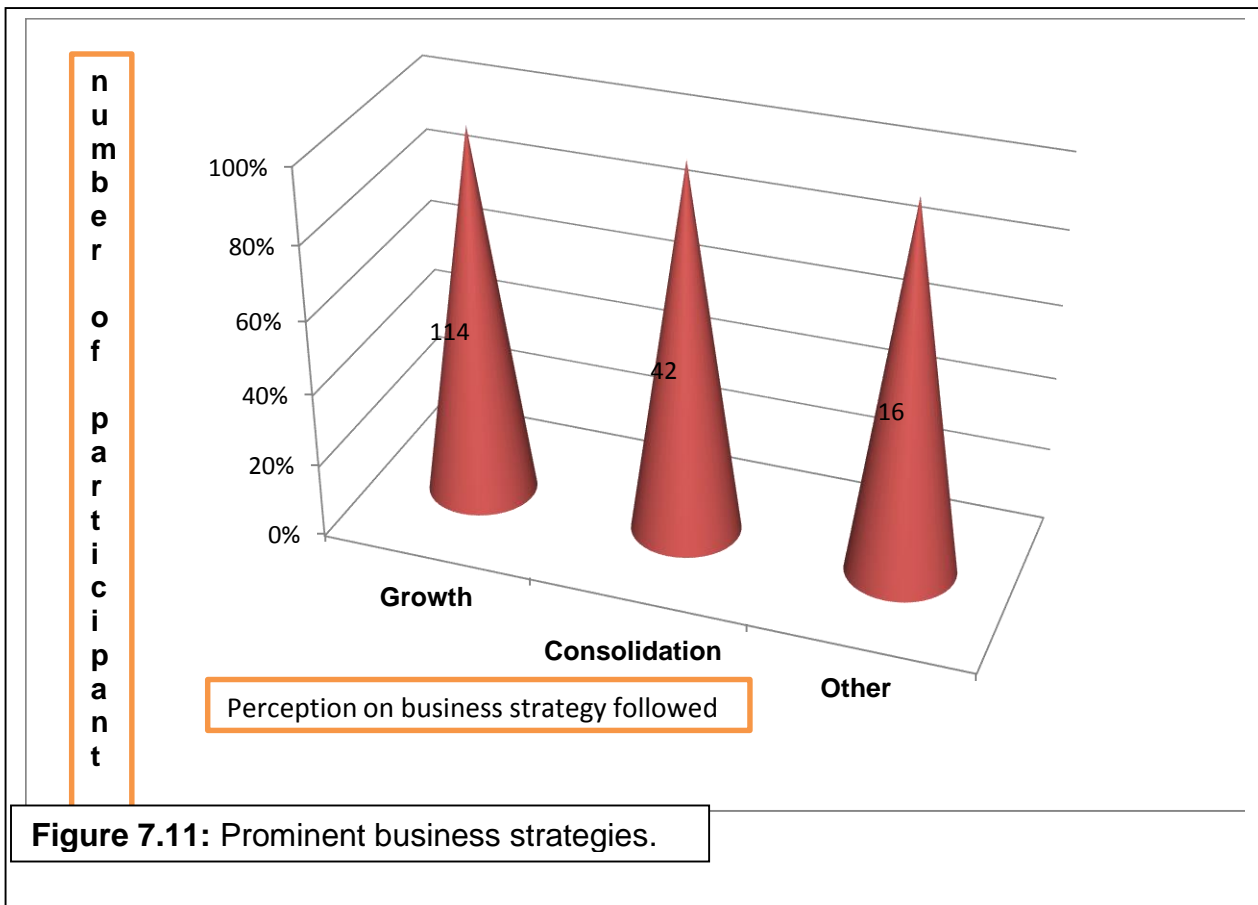 number of participant
100%
80%
60%
40%
20%
0%
114
42
16
Growth
Consolidation
Other
Perception on business strategy followed
Figure 7.11: Prominent business strategies.